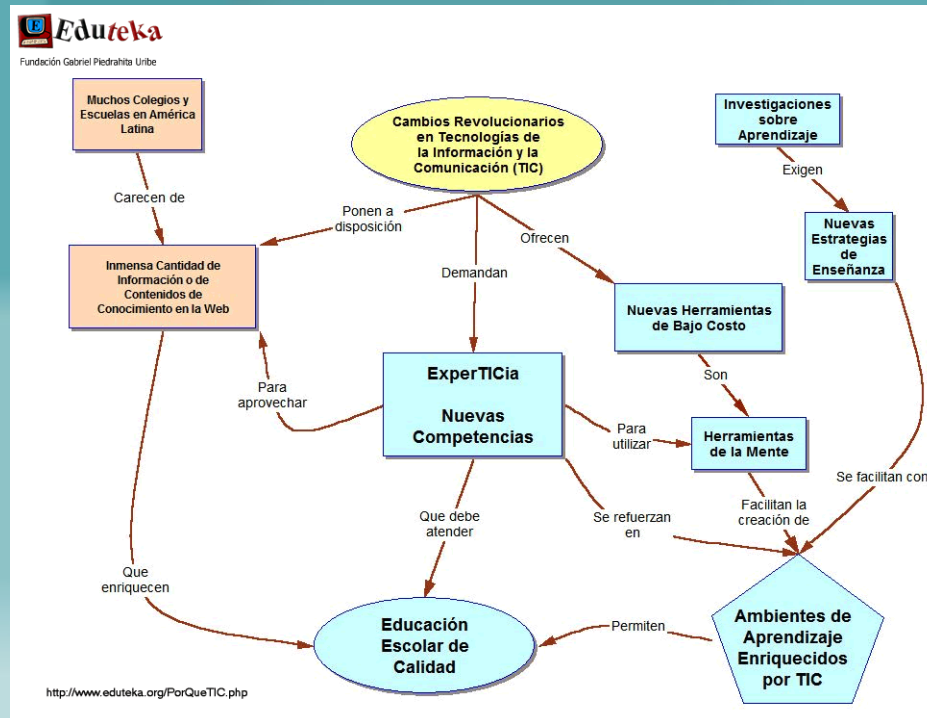 Eduteka
Fundación Gabriel Piedrahita Uribe
Muchos Colegios y
Escuelas en América
Latina
Cambios Revolucionarios
en Tecnologías de
la Información y la
Comunicación (TIC)
Investigaciones
sobre
Aprendizaje
Carecen de
Ponen a
disposición
Ofrecen
Exigen
Demandan
Nuevas
Estrategias
de
Enseñanza
Inmensa Cantidad de
Información o de
Contenidos de
Conocimiento en la Web
Nuevas Herramientas
de Bajo Costo
ExperTICia
Nuevas
Competencias
Para
aprovechar
Son
Para
utilizar
Herramientas
de la Mente
Se facilitan con
Que debe
atender
Se refuerzan
en
Facilitan la
creación de
Que
enriquecen
Educación
Escolar de
Calidad
Permiten
Ambientes de
Aprendizaje
Enriquecidos
por TIC
http://www.eduteka.org/PorQueTIC.php